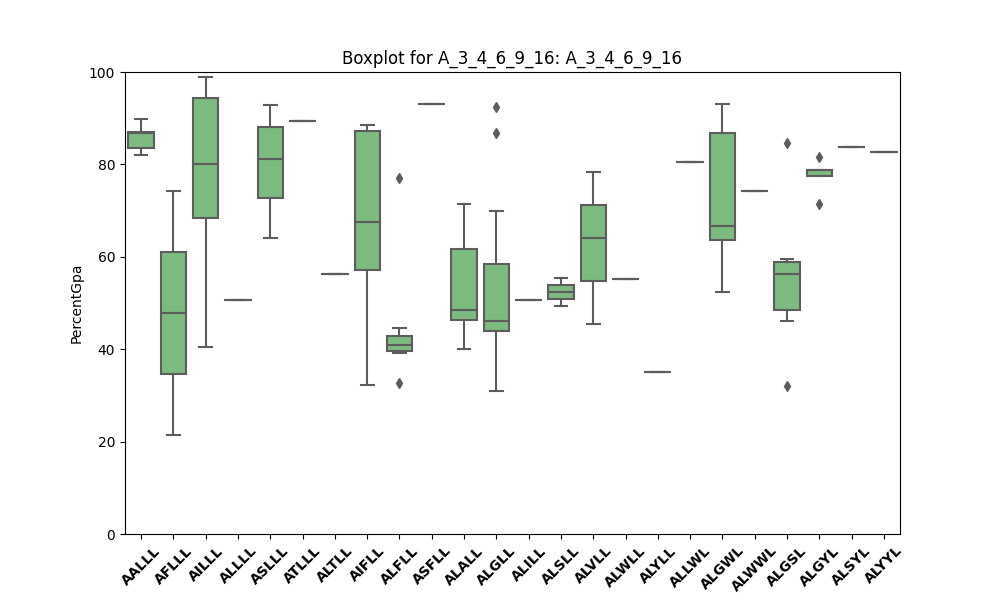 Boxplot for A_3_4_6_9_16: A_3_4_6_9_16
PercentGpa
100
80
60
40
20
0
AALLL
AFLLL
AILLL
ALLLL
ASLLL
ATLLL
ALTLL
AIFLL
ALFLL
ASFLL
ALALL
ALGLL
ALILL
ALSLL
ALVLL
ALWLL
ALYLL
ALLWL
ALGWL
ALWWL
ALGSL
ALGYL
ALSYL
ALYYL